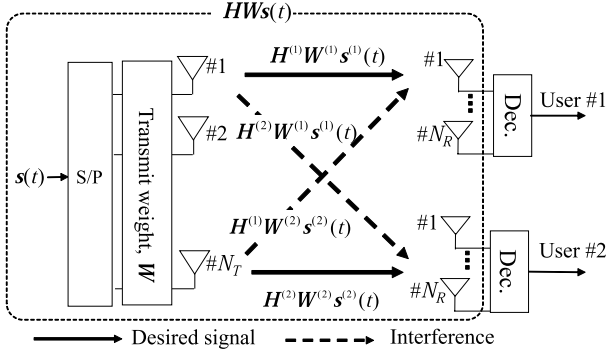 HWs(t)
#1
H^(1)W^(1)s^(1)(t)
#1
#2
H^(2)W^(1)s^(1)(t)
Dec.
User #1
#N_R
s(t)
S/P
Transmit weight, W
H^(1)W^(2)s^(2)(t)
#1
#N_T
H^(2)W^(2)s^(2)(t)
#N_R
Dec.
User #2
Desired signal
Interference